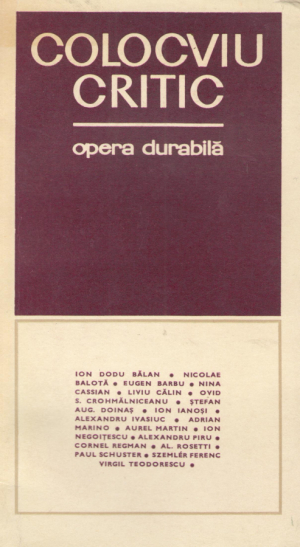 COLOCVIU
CRITIC
opera durabilă
ION DODU BĂLAN • NICOLAE
BALOTĂ • EUGEN BARBU • NINA
CASSIAN • LIVIU CĂLIN • OVID
S. CROHMĂLNICEANU • ȘTEFAN
AUG. DOINAȘ • ION IANOȘI •
ALEXANDRU IVASIUC • ADRIAN
MARINO • AUREL MARTIN • ION
NEGOIȚESCU • ALEXANDRU PIRU •
CORNEL REGMAN • AL. ROSETTI •
PAUL SCHUSTER • SZEMLÉR FERENC
VIRGIL TEODORESCU •